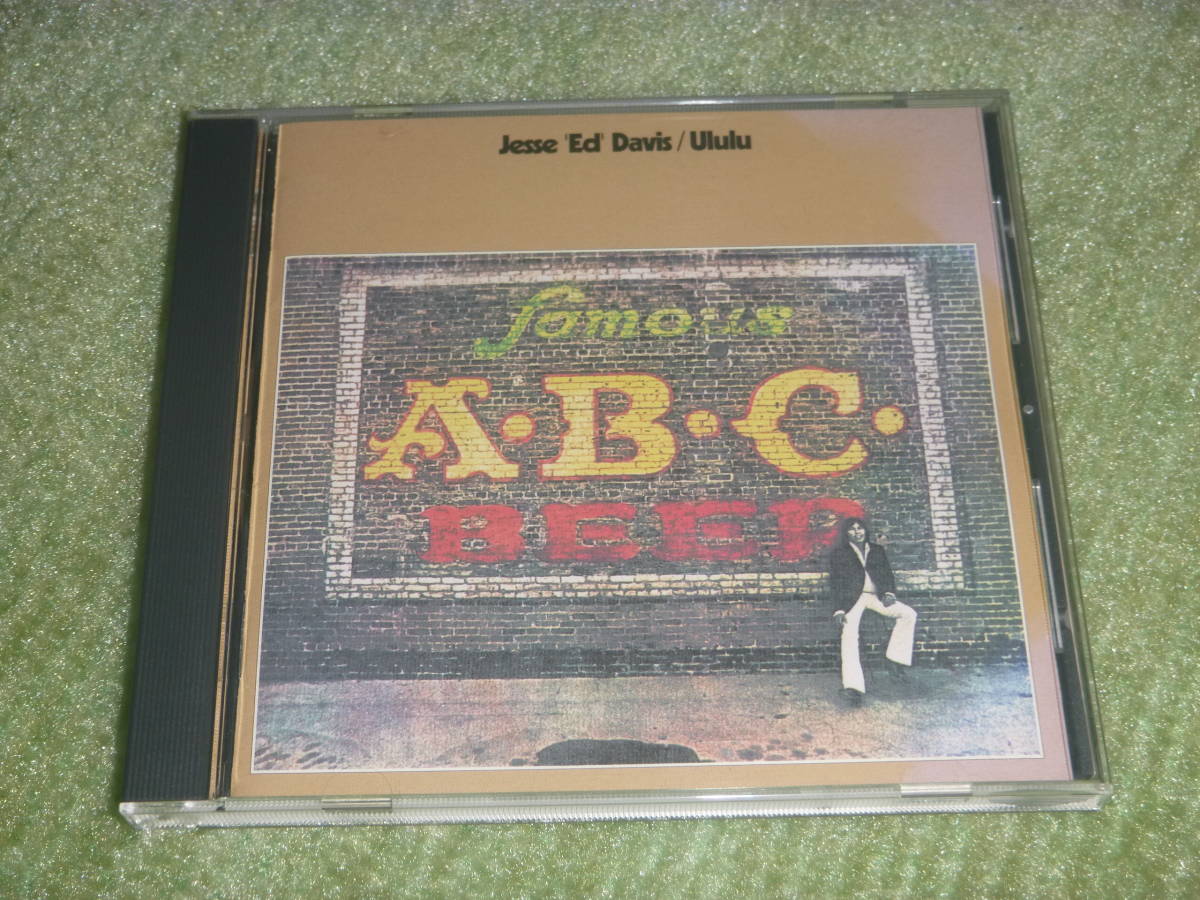 Jesse 'Ed' Davis / Ululu
famous
A·B·C·
BEER